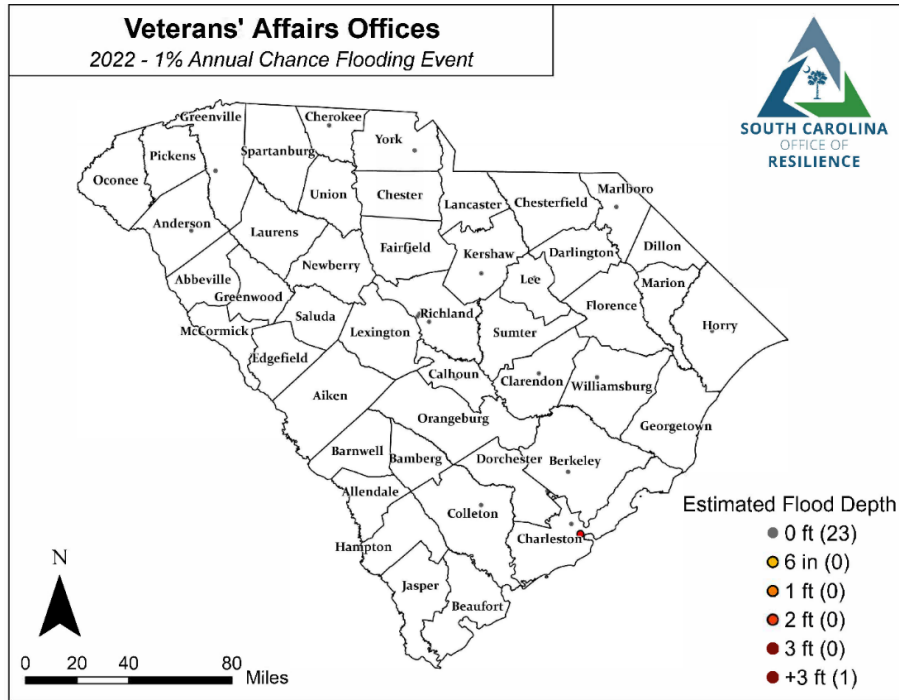 Veterans' Affairs Offices
2022 - 1% Annual Chance Flooding Event
SOUTH CAROLINA
OFFICE OF
RESILIENCE
Greenville
Cherokee
York
Pickens
Spartanburg
Oconee
Union
Chester
Lancaster
Chesterfield
Marlboro
Anderson
Laurens
Fairfield
Kershaw
Darlington
Dillon
Newberry
Abbeville
Lee
Marion
Greenwood
Florence
Saluda
Richland
Horry
McCormick
Lexington
Sumter
Edgefield
Calhoun
Clarendon
Williamsburg
Aiken
Orangeburg
Georgetown
Barnwell
Bamberg
Dorchester
Berkeley
Allendale
Colleton
Charleston
Hampton
Jasper
Beaufort
Estimated Flood Depth
0 ft (23)
6 in (0)
1 ft (0)
2 ft (0)
3 ft (0)
+3 ft (1)
N
0 20 40 80
Miles